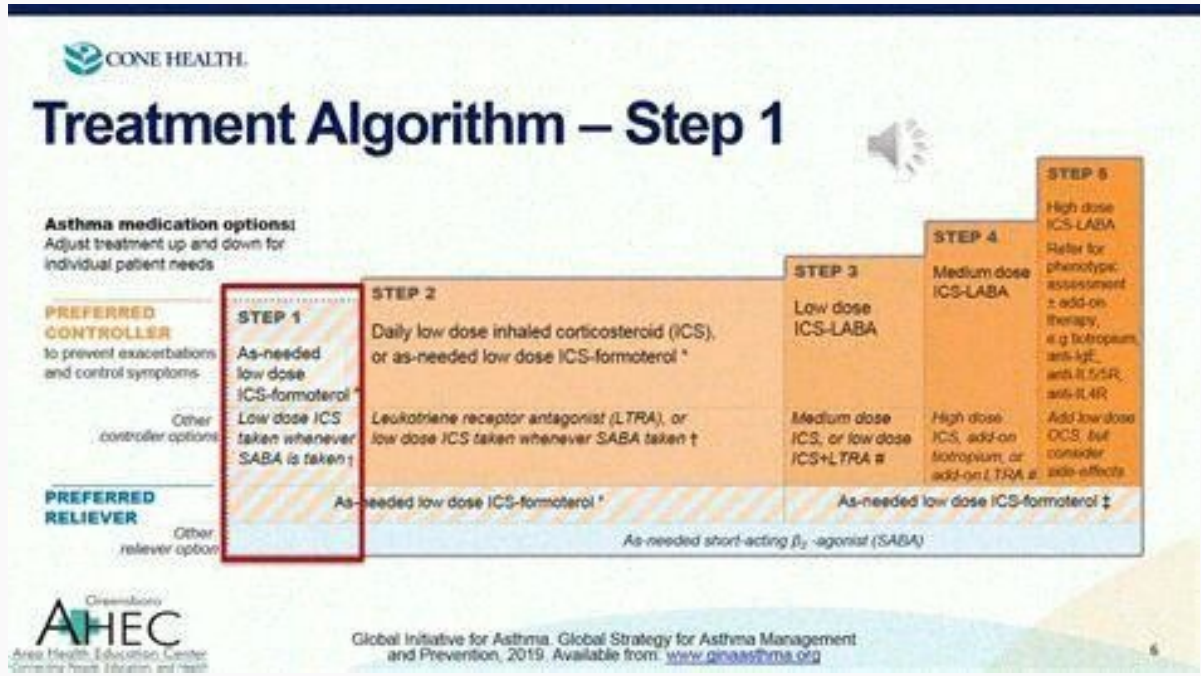 CONE HEALTH.
Treatment Algorithm – Step 1
Asthma medication options:
Adjust treatment up and down for
individual patient needs
PREFERRED
CONTROLLER
to prevent exacerbations
and control symptoms
Other
controller options
PREFERRED
RELIEVER
Other
reliever option
STEP 1
As-needed
low dose
ICS-formoterol *
Low dose ICS
taken whenever
SABA is taken †
STEP 2
Daily low dose inhaled corticosteroid (ICS),
or as-needed low dose ICS-formoterol *
Leukotriene receptor antagonist (LTRA), or
low dose ICS taken whenever SABA taken †
STEP 3
Low dose
ICS-LABA
Medium dose
ICS, or low dose
ICS+LTRA #
STEP 4
Medium dose
ICS-LABA
High dose
ICS, add-on
tiotropium, or
add-on LTRA #
STEP 5
High dose
ICS-LABA
Refer for
phenotypic
assessment
± add-on
therapy,
e.g tiotropium,
anti-IgE,
anti-IL5/5R,
anti-IL4R
Add low dose
OCS, but
consider
side-effects
As-needed low dose ICS-formoterol *
As-needed low dose ICS-formoterol ‡
As-needed short-acting β₂ -agonist (SABA)
Greensboro
AHEC
Area Health Education Center
Connecting People, Education, and Health
Global Initiative for Asthma. Global Strategy for Asthma Management
and Prevention, 2019. Available from: www.ginaasthma.org
6